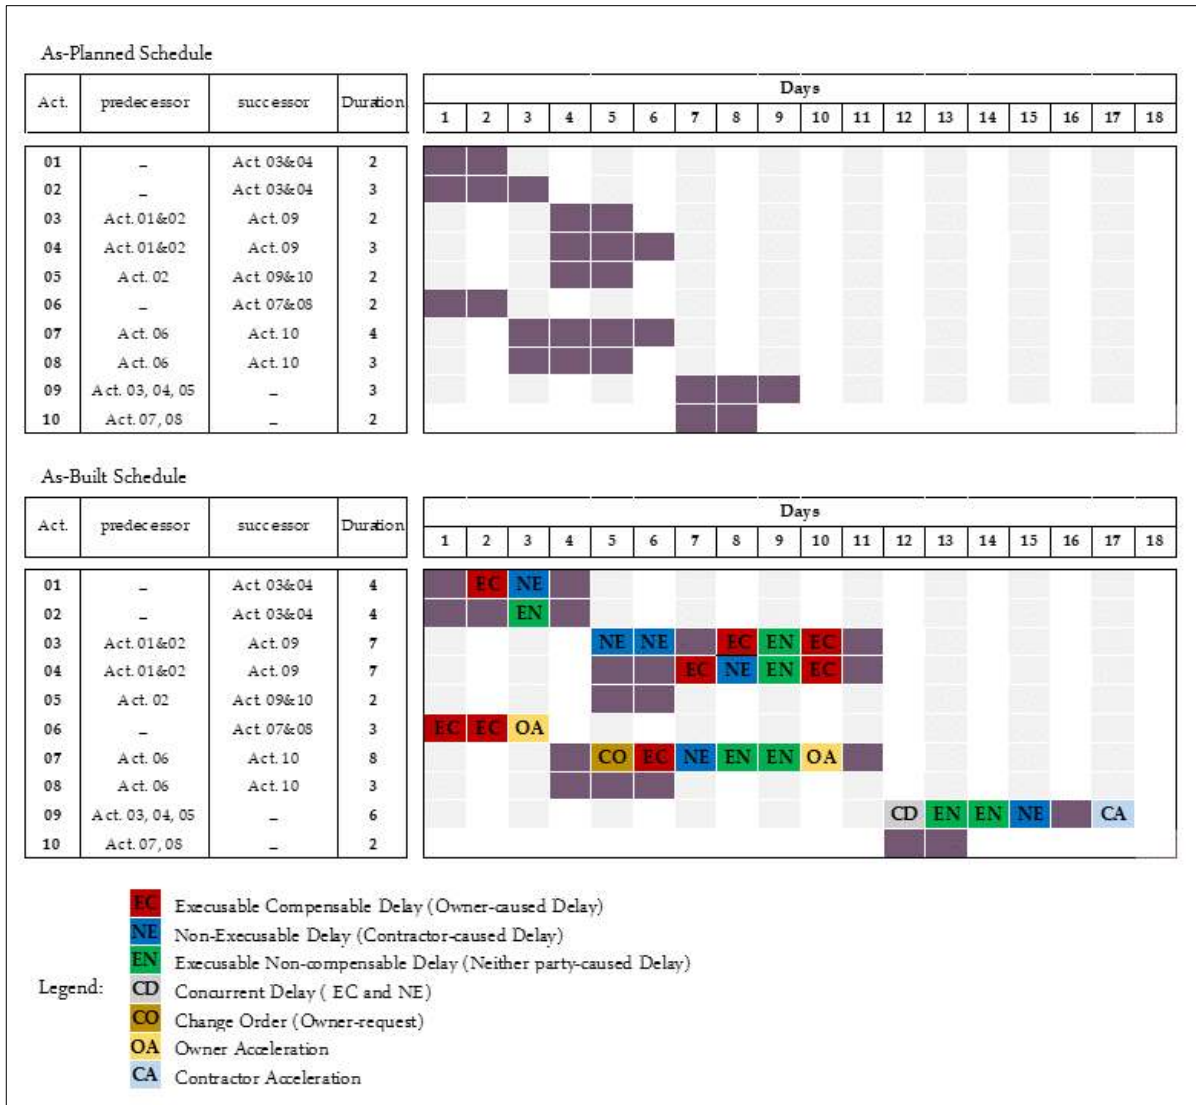 As-Planned Schedule
Act. predecessor successor Duration Days
1 2 3 4 5 6 7 8 9 10 11 12 13 14 15 16 17 18
01 – Act. 03&04 2
02 – Act. 03&04 3
03 Act. 01&02 Act. 09 2
04 Act. 01&02 Act. 09 3
05 Act. 02 Act. 09&10 2
06 – Act. 07&08 2
07 Act. 06 Act. 10 4
08 Act. 06 Act. 10 3
09 Act. 03, 04, 05 – 3
10 Act. 07, 08 – 2
As-Built Schedule
Act. predecessor successor Duration Days
1 2 3 4 5 6 7 8 9 10 11 12 13 14 15 16 17 18
01 – Act. 03&04 4 EC NE
02 – Act. 03&04 4 EN
03 Act. 01&02 Act. 09 7 NE NE EC EN EC
04 Act. 01&02 Act. 09 7 EC NE EN EC
05 Act. 02 Act. 09&10 2
06 – Act. 07&08 3 EC EC OA
07 Act. 06 Act. 10 8 CO EC NE EN EN OA
08 Act. 06 Act. 10 3
09 Act. 03, 04, 05 – 6 CD EN EN NE CA
10 Act. 07, 08 – 2
Legend:
EC Execusable Compensable Delay (Owner-caused Delay)
NE Non-Execusable Delay (Contractor-caused Delay)
EN Execusable Non-compensable Delay (Neither party-caused Delay)
CD Concurrent Delay ( EC and NE)
CO Change Order (Owner-request)
OA Owner Acceleration
CA Contractor Acceleration